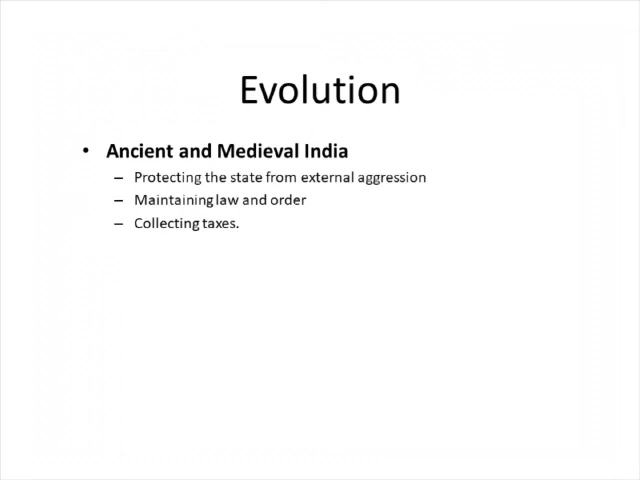 Evolution
• Ancient and Medieval India
– Protecting the state from external aggression
– Maintaining law and order
– Collecting taxes.